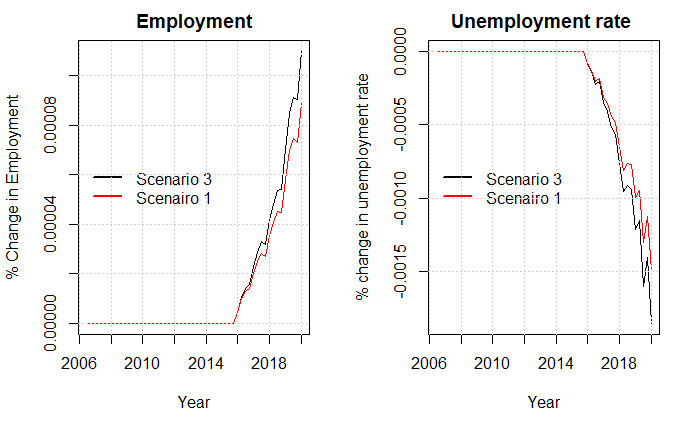 Employment
% Change in Employment
0.00000
0.00004
0.00008
Scenario 3
Scenairo 1
2006
2010
2014
2018
Year
Unemployment rate
% change in unemployment rate
0.0000
-0.0005
-0.0010
-0.0015
Scenario 3
Scenairo 1
2006
2010
2014
2018
Year